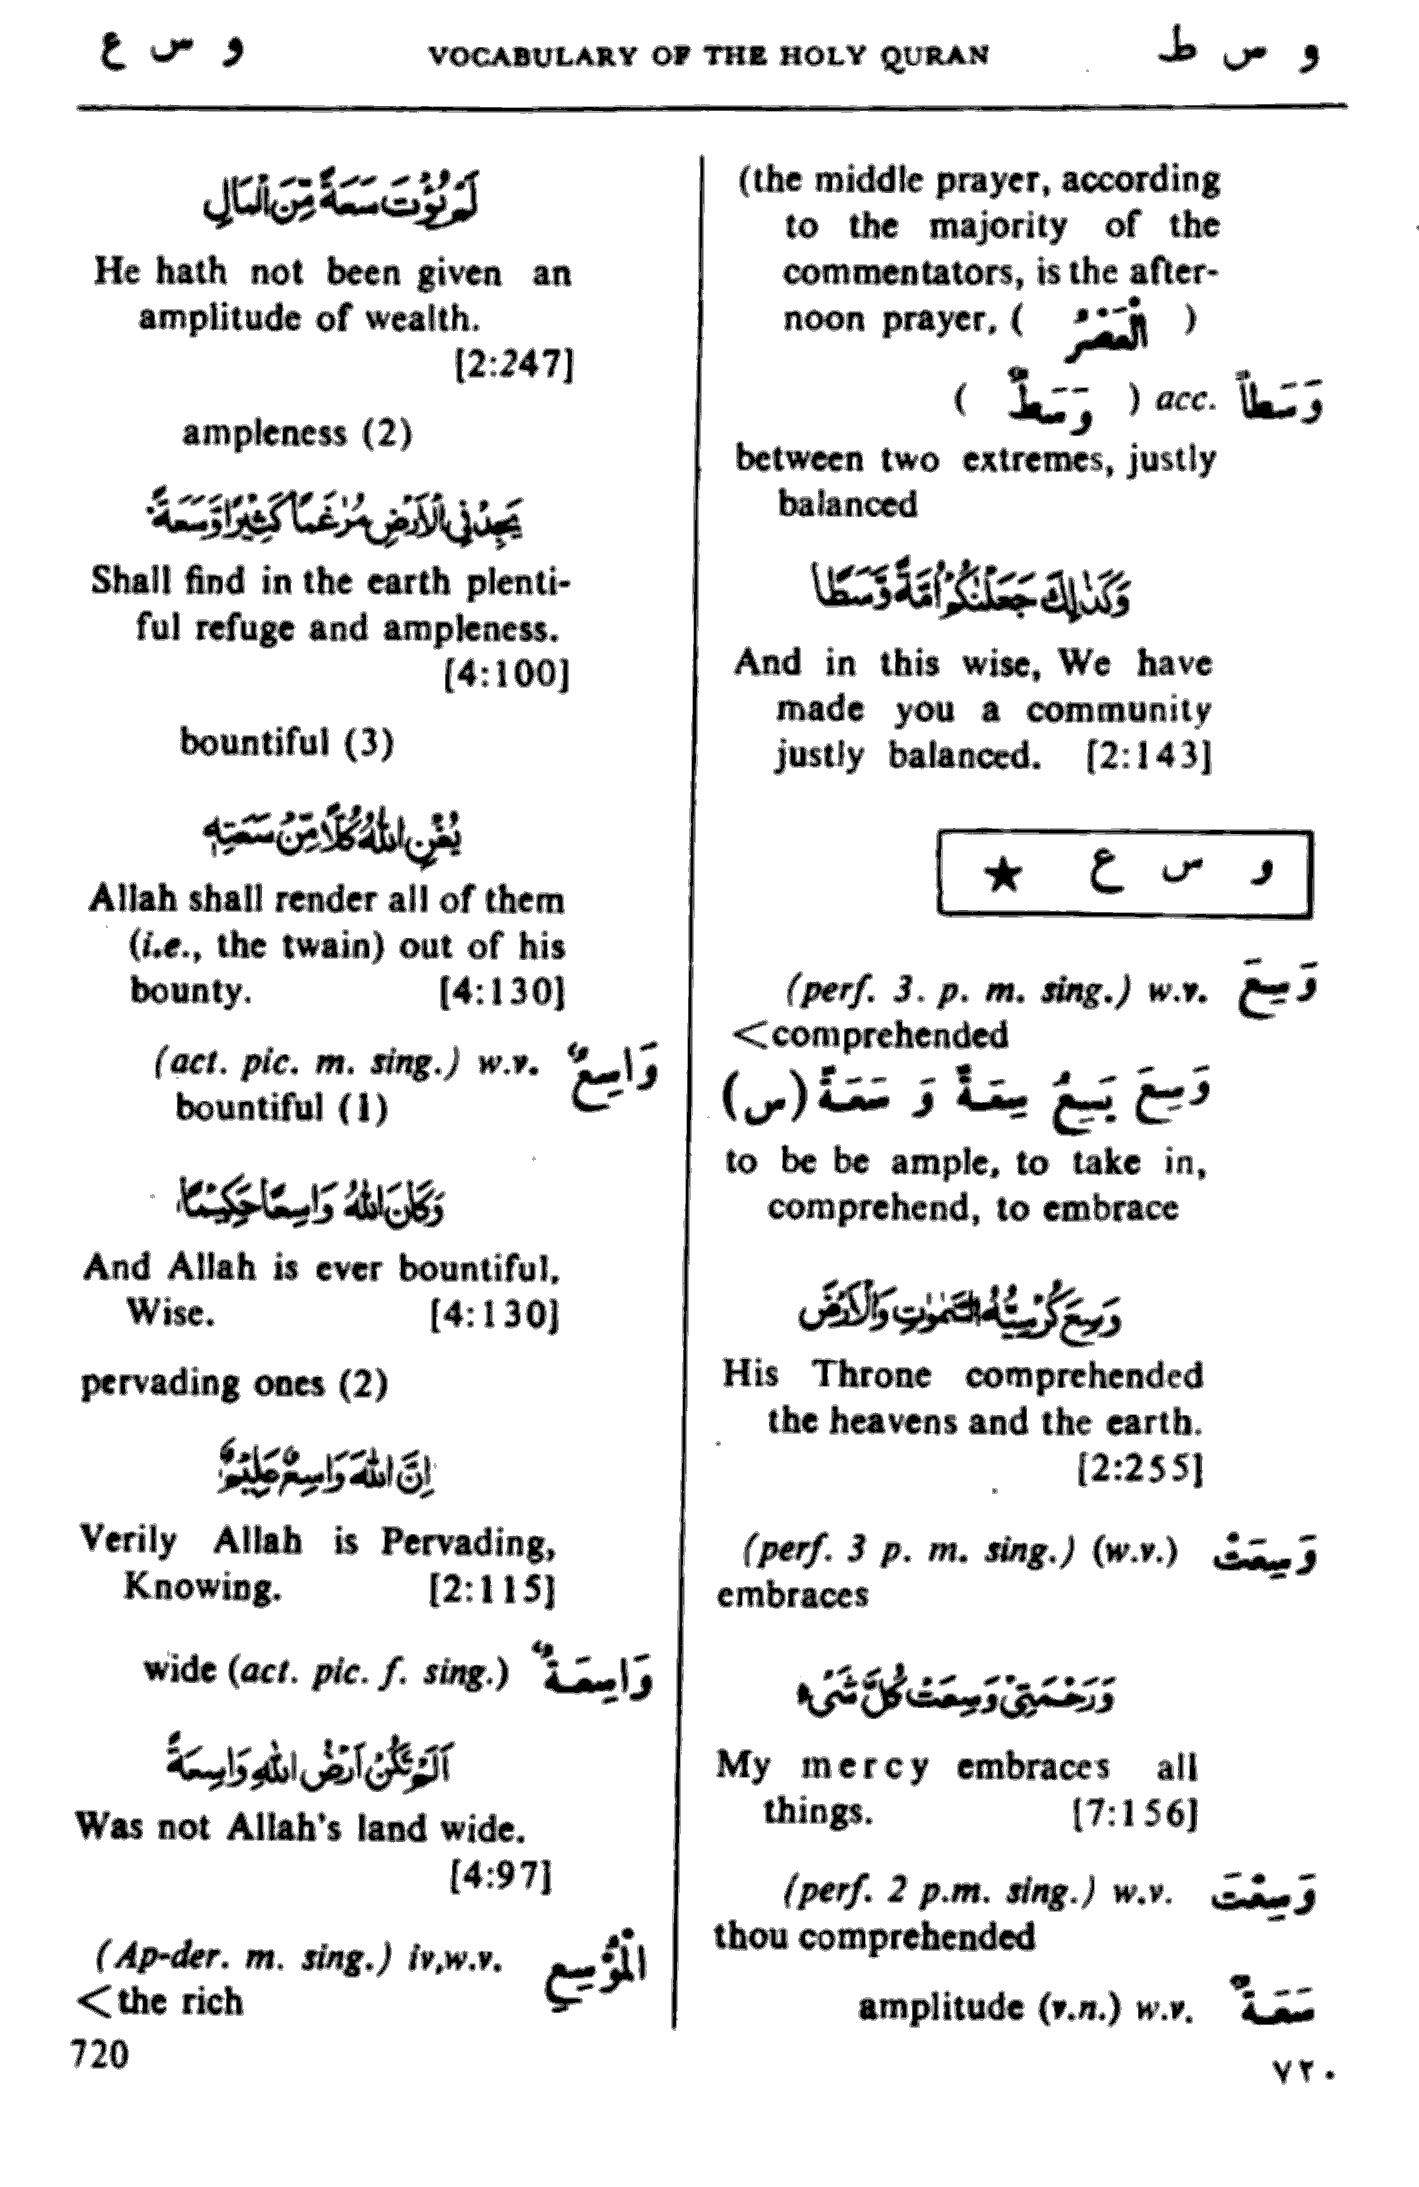 و س ع VOCABULARY OF THE HOLY QURAN و س ط
(the middle prayer, according
to the majority of the
commentators, is the after-
noon prayer, ( الْعَصْرُ )
( وَسَطٌ ) acc. وَسَطاً
between two extremes, justly
balanced
وَكَذٰلِكَ جَعَلْنٰكُمْ اُمَّةً وَّسَطًا
And in this wise, We have
made you a community
justly balanced. [2:143]
★ و س ع
(perf. 3. p. m. sing.) w.v. وَسِعَ
<comprehended
وَسِعَ يَسِعُ سِعَةً وَ سَعَةً (س)
to be be ample, to take in,
comprehend, to embrace
وَسِعَ كُرْسِيُّهُ السَّمٰوٰتِ وَالْاَرْضَ
His Throne comprehended
the heavens and the earth.
[2:255]
(perf. 3 p. m. sing.) (w.v.) وَسِعَتْ
embraces
وَرَحْمَتِيْ وَسِعَتْ كُلَّ شَيْءٍ
My mercy embraces all
things. [7:156]
(perf. 2 p.m. sing.) w.v. وَسِعْتَ
thou comprehended
amplitude (v.n.) w.v. سَعَةٌ
لَمْ يُؤْتَ سَعَةً مِّنَ الْمَالِ
He hath not been given an
amplitude of wealth.
[2:247]
ampleness (2)
يَجِدْ فِي الْاَرْضِ مُرٰغَمًا كَثِيْرًا وَّسَعَةً
Shall find in the earth plenti-
ful refuge and ampleness.
[4:100]
bountiful (3)
يُغْنِ اللّٰهُ كُلًّا مِّنْ سَعَتِهٖ
Allah shall render all of them
(i.e., the twain) out of his
bounty. [4:130]
(act. pic. m. sing.) w.v. وَاسِعٌ
bountiful (1)
وَكَانَ اللّٰهُ وَاسِعًا حَكِيْمًا
And Allah is ever bountiful,
Wise. [4:130]
pervading ones (2)
اِنَّ اللّٰهَ وَاسِعٌ عَلِيْمٌ
Verily Allah is Pervading,
Knowing. [2:115]
wide (act. pic. f. sing.) وَاسِعَةٌ
اَلَمْ تَكُنْ اَرْضُ اللّٰهِ وَاسِعَةً
Was not Allah's land wide.
[4:97]
(Ap-der. m. sing.) iv,w.v. الْمُؤْسِعِ
<the rich
720 ٧٢٠